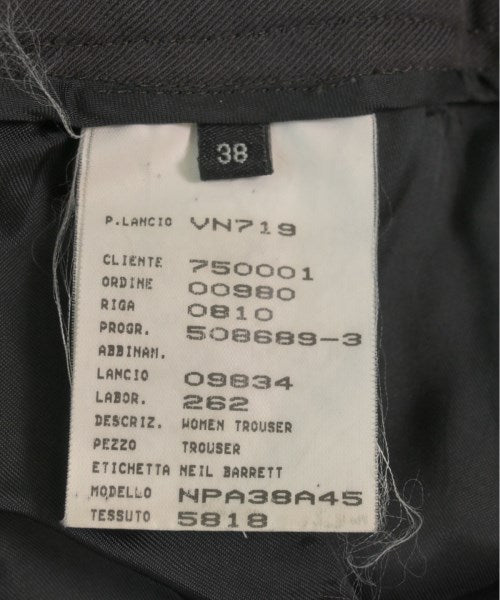 38
P.LANCIO VN719
CLIENTE 750001
ORDINE 00980
RIGA 0810
PROGR. 508689-3
ABBINAM.
LANCIO 09834
LABOR. 262
DESCRIZ. WOMEN TROUSER
PEZZO TROUSER
ETICHETTA NEIL BARRETT
MODELLO NPA38A45
TESSUTO 5818